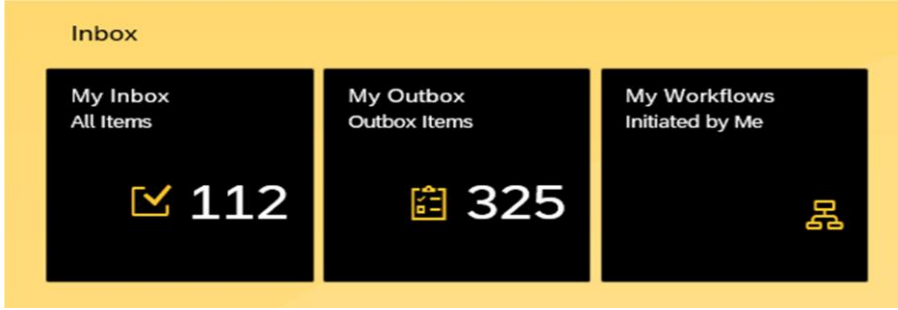 Inbox
My Inbox
All Items
112
My Outbox
Outbox Items
325
My Workflows
Initiated by Me